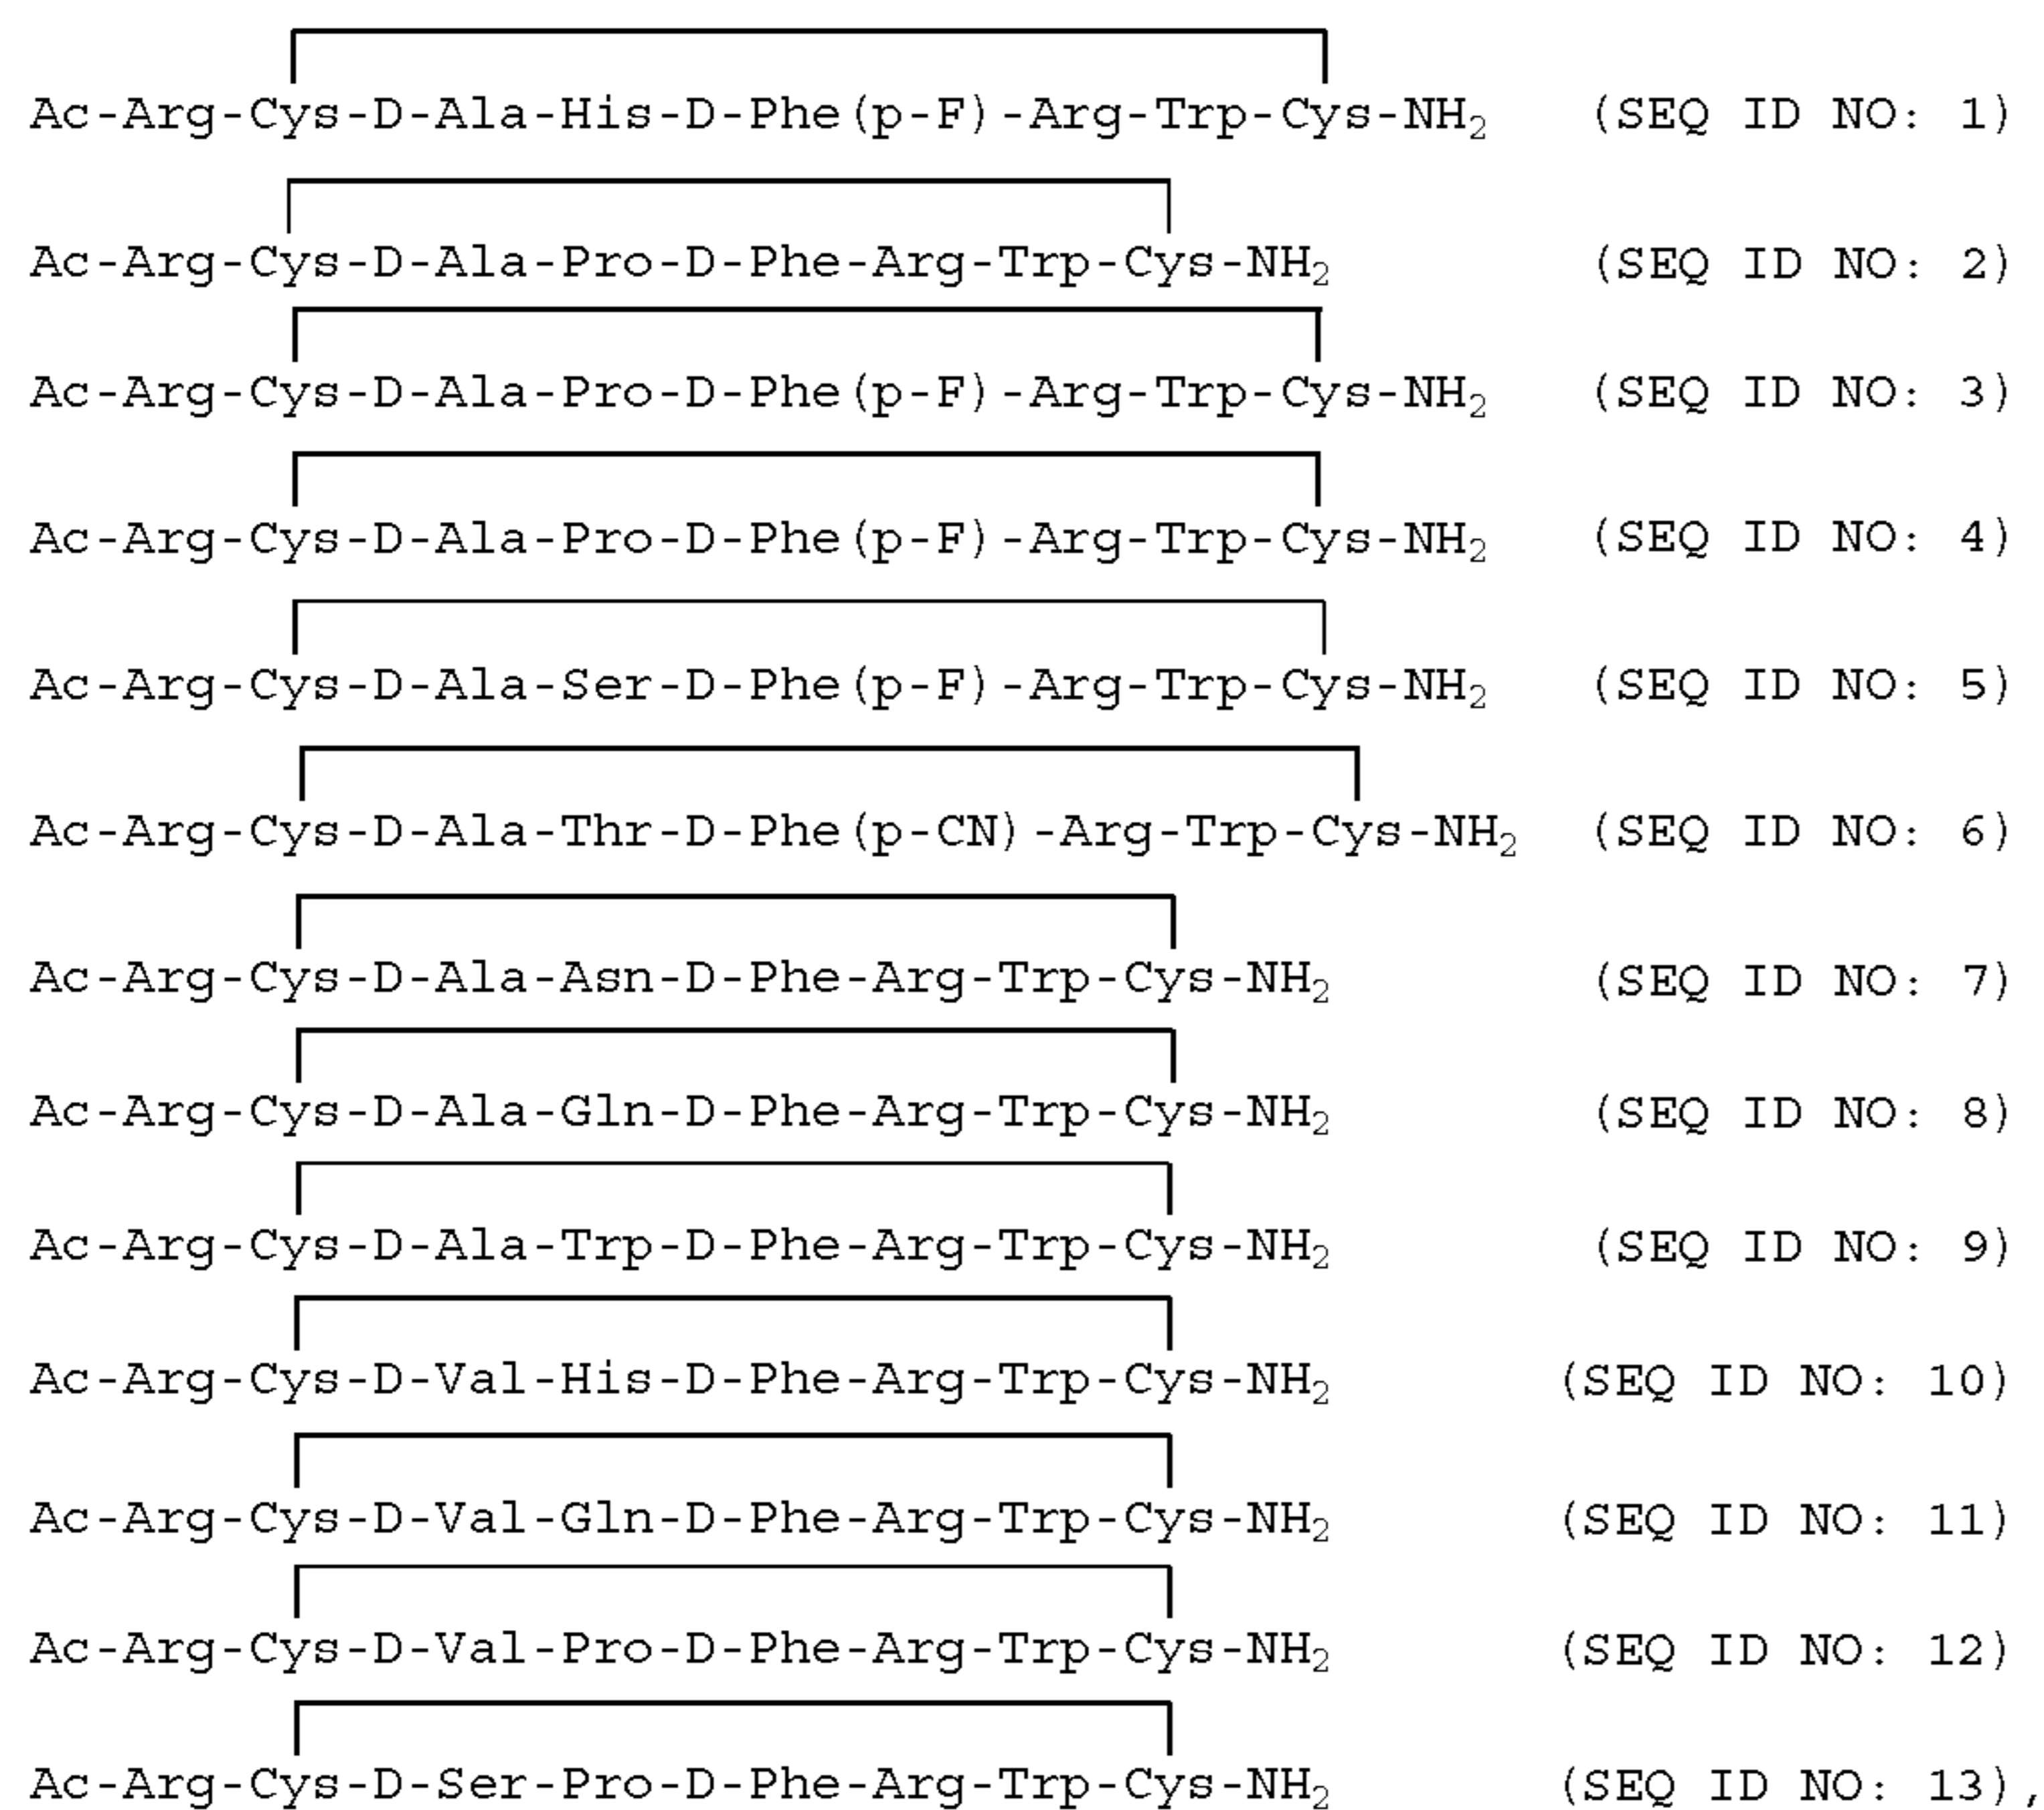 Ac-Arg-Cys-D-Ala-His-D-Phe(p-F)-Arg-Trp-Cys-NH₂ (SEQ ID NO: 1)
Ac-Arg-Cys-D-Ala-Pro-D-Phe-Arg-Trp-Cys-NH₂ (SEQ ID NO: 2)
Ac-Arg-Cys-D-Ala-Pro-D-Phe(p-F)-Arg-Trp-Cys-NH₂ (SEQ ID NO: 3)
Ac-Arg-Cys-D-Ala-Pro-D-Phe(p-F)-Arg-Trp-Cys-NH₂ (SEQ ID NO: 4)
Ac-Arg-Cys-D-Ala-Ser-D-Phe(p-F)-Arg-Trp-Cys-NH₂ (SEQ ID NO: 5)
Ac-Arg-Cys-D-Ala-Thr-D-Phe(p-CN)-Arg-Trp-Cys-NH₂ (SEQ ID NO: 6)
Ac-Arg-Cys-D-Ala-Asn-D-Phe-Arg-Trp-Cys-NH₂ (SEQ ID NO: 7)
Ac-Arg-Cys-D-Ala-Gln-D-Phe-Arg-Trp-Cys-NH₂ (SEQ ID NO: 8)
Ac-Arg-Cys-D-Ala-Trp-D-Phe-Arg-Trp-Cys-NH₂ (SEQ ID NO: 9)
Ac-Arg-Cys-D-Val-His-D-Phe-Arg-Trp-Cys-NH₂ (SEQ ID NO: 10)
Ac-Arg-Cys-D-Val-Gln-D-Phe-Arg-Trp-Cys-NH₂ (SEQ ID NO: 11)
Ac-Arg-Cys-D-Val-Pro-D-Phe-Arg-Trp-Cys-NH₂ (SEQ ID NO: 12)
Ac-Arg-Cys-D-Ser-Pro-D-Phe-Arg-Trp-Cys-NH₂ (SEQ ID NO: 13),